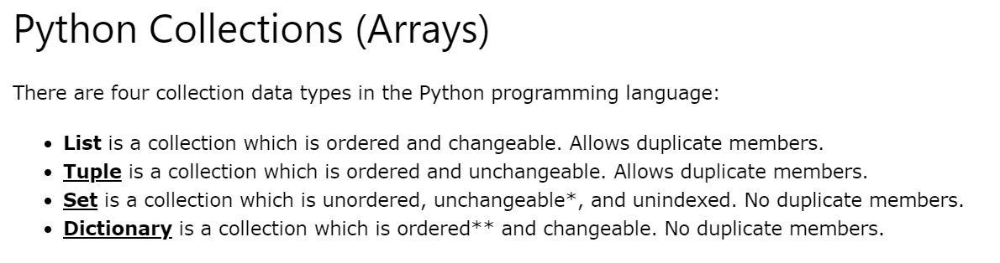 Python Collections (Arrays)
There are four collection data types in the Python programming language:
• List is a collection which is ordered and changeable. Allows duplicate members.
• Tuple is a collection which is ordered and unchangeable. Allows duplicate members.
• Set is a collection which is unordered, unchangeable*, and unindexed. No duplicate members.
• Dictionary is a collection which is ordered** and changeable. No duplicate members.